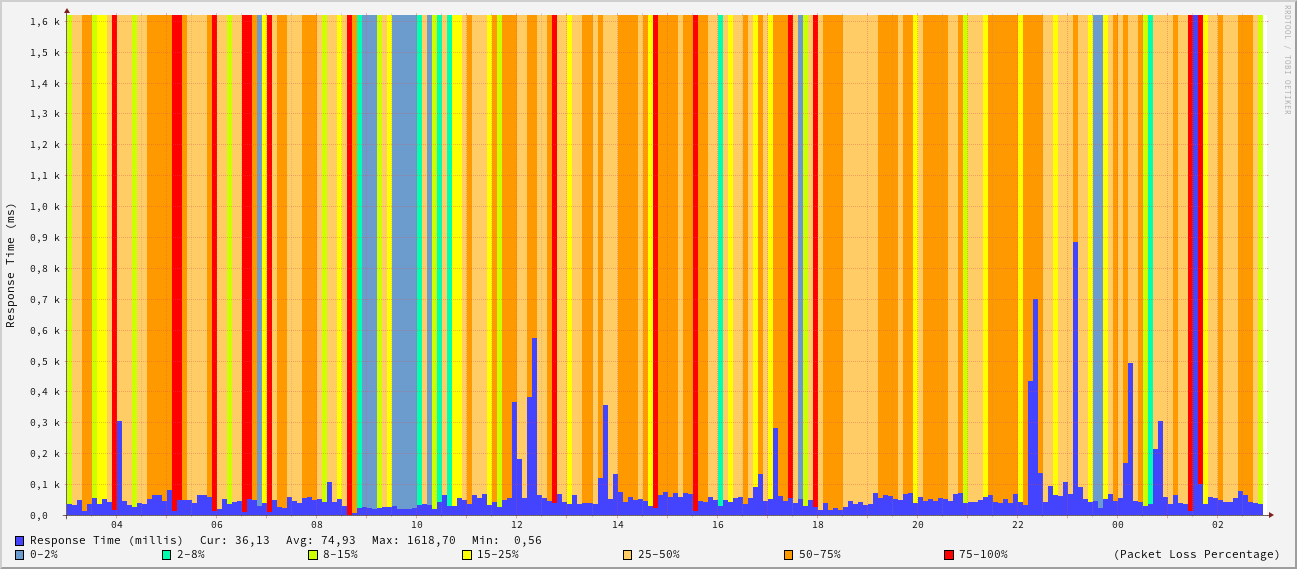 RRDTOOL / TOBI OETIKER
Response Time (ms)
1,6 k
1,5 k
1,4 k
1,3 k
1,2 k
1,1 k
1,0 k
0,9 k
0,8 k
0,7 k
0,6 k
0,5 k
0,4 k
0,3 k
0,2 k
0,1 k
0,0
04 06 08 10 12 14 16 18 20 22 00 02
Response Time (millis) Cur: 36,13 Avg: 74,93 Max: 1618,70 Min: 0,56
0-2% 2-8% 8-15% 15-25% 25-50% 50-75% 75-100% (Packet Loss Percentage)